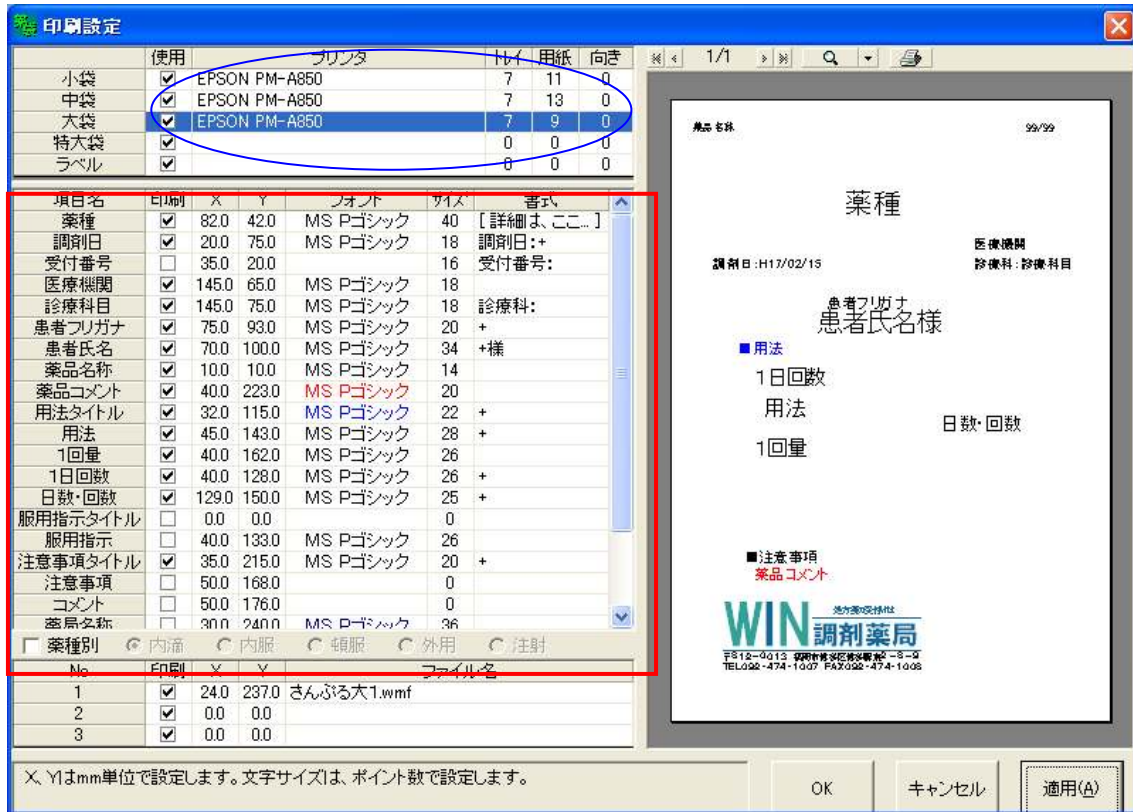 印刷設定
使用 プリンタ トレイ 用紙 向き
小袋 EPSON PM-A850 7 11 0
中袋 EPSON PM-A850 7 13 0
大袋 EPSON PM-A850 7 9 0
特大袋 0 0 0
ラベル 0 0 0
項目名 印刷 X Y フォント サイズ 書式
薬種 82.0 42.0 MS Pゴシック 40 [詳細は、ここ...]
調剤日 20.0 75.0 MS Pゴシック 18 調剤日:+
受付番号 35.0 20.0 16 受付番号:
医療機関 145.0 65.0 MS Pゴシック 18
診療科目 145.0 75.0 MS Pゴシック 18 診療科:
患者フリガナ 75.0 93.0 MS Pゴシック 20 +
患者氏名 70.0 100.0 MS Pゴシック 34 +様
薬品名称 10.0 10.0 MS Pゴシック 14
薬品コメント 40.0 223.0 MS Pゴシック 20
用法タイトル 32.0 115.0 MS Pゴシック 22 +
用法 45.0 143.0 MS Pゴシック 28 +
1回量 40.0 162.0 MS Pゴシック 26
1日回数 40.0 128.0 MS Pゴシック 26 +
日数・回数 129.0 150.0 MS Pゴシック 25 +
服用指示タイトル 0.0 0.0 0
服用指示 40.0 133.0 MS Pゴシック 26
注意事項タイトル 35.0 215.0 MS Pゴシック 20 +
注意事項 50.0 168.0 0
コメント 50.0 176.0 0
薬局名称 30.0 240.0 MS Pゴシック 36
薬種別 内滴 内服 頓服 外用 注射
No 印刷 X Y ファイル名
1 24.0 237.0 さんぷる大1.wmf
2 0.0 0.0
3 0.0 0.0
X、Yはmm単位で設定します。文字サイズは、ポイント数で設定します。
1/1
薬品名称 99/99
薬種
医療機関
調剤日:H17/02/15 診療科:診療科目
患者フリガナ
患者氏名様
■用法
1日回数
用法
日数・回数
1回量
■注意事項
薬品コメント
WIN調剤薬局
TEL092-474-1007 FAX092-474-1008
OK キャンセル 適用(A)